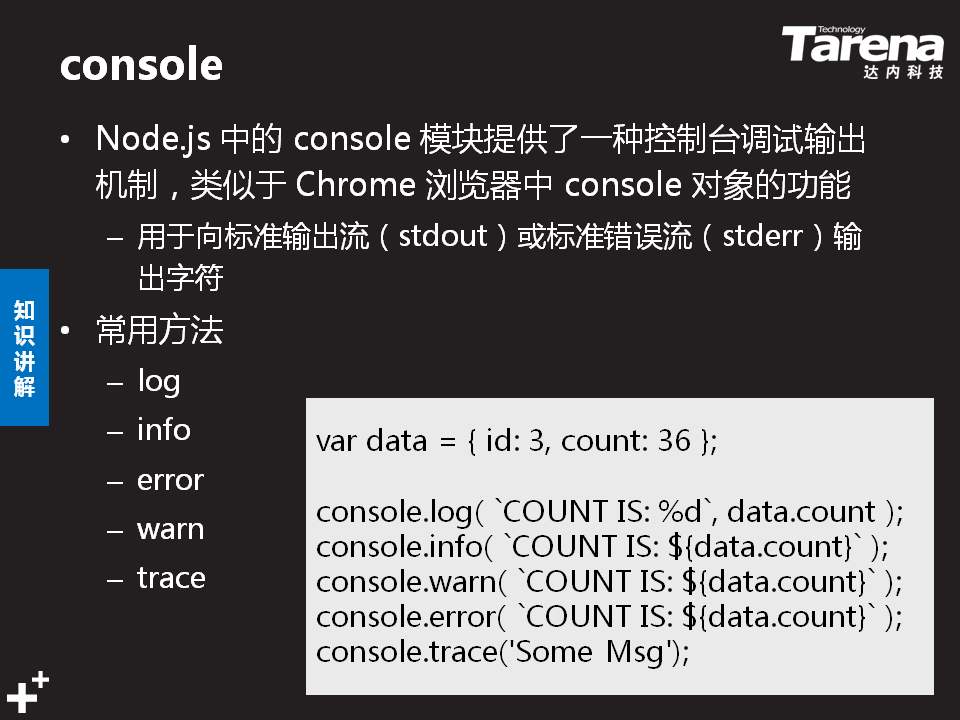 console
Technology
Tarena
达内科技
• Node.js 中的 console 模块提供了一种控制台调试输出
机制，类似于 Chrome 浏览器中 console 对象的功能
– 用于向标准输出流（stdout）或标准错误流（stderr）输
出字符
知识讲解
• 常用方法
– log
– info
– error
– warn
– trace
var data = { id: 3, count: 36 };
console.log( `COUNT IS: %d`, data.count );
console.info( `COUNT IS: ${data.count}` );
console.warn( `COUNT IS: ${data.count}` );
console.error( `COUNT IS: ${data.count}` );
console.trace('Some Msg');